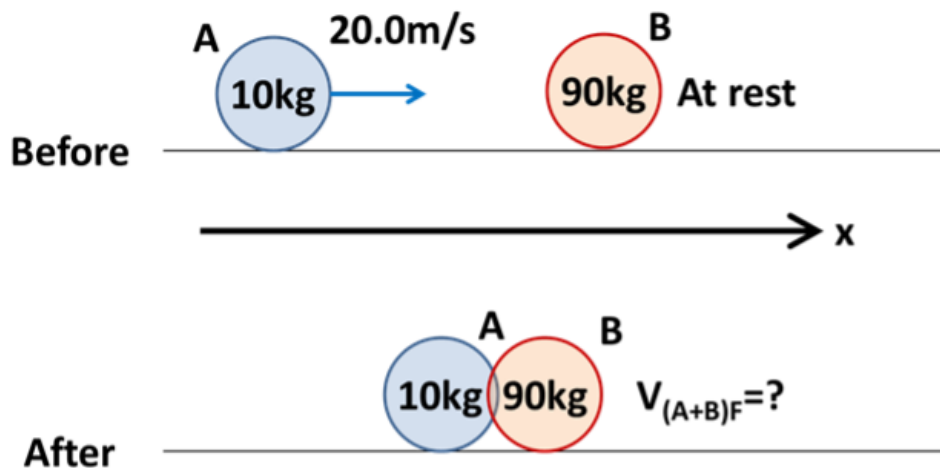 A 20.0m/s B
10kg 90kg At rest
Before
x
A B
10kg 90kg V(A+B)F=?
After